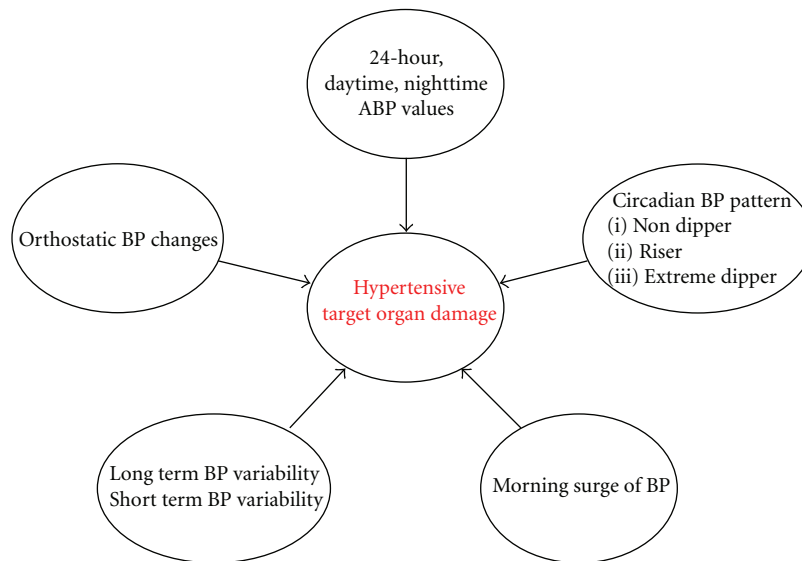 24-hour,
daytime, nighttime
ABP values
Orthostatic BP changes
Circadian BP pattern
(i) Non dipper
(ii) Riser
(iii) Extreme dipper
Hypertensive
target organ damage
Long term BP variability
Short term BP variability
Morning surge of BP